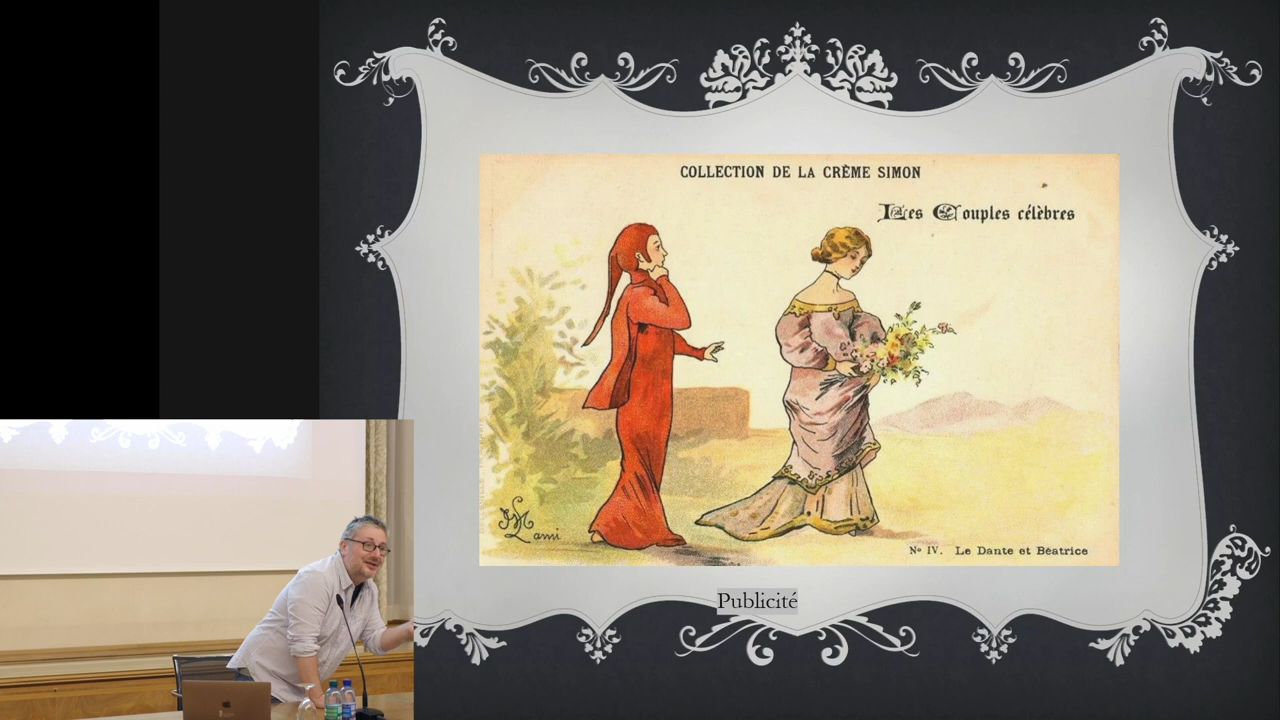 COLLECTION DE LA CRÈME SIMON
Les Couples célèbres
Lami
Nº IV. Le Dante et Béatrice
Publicité